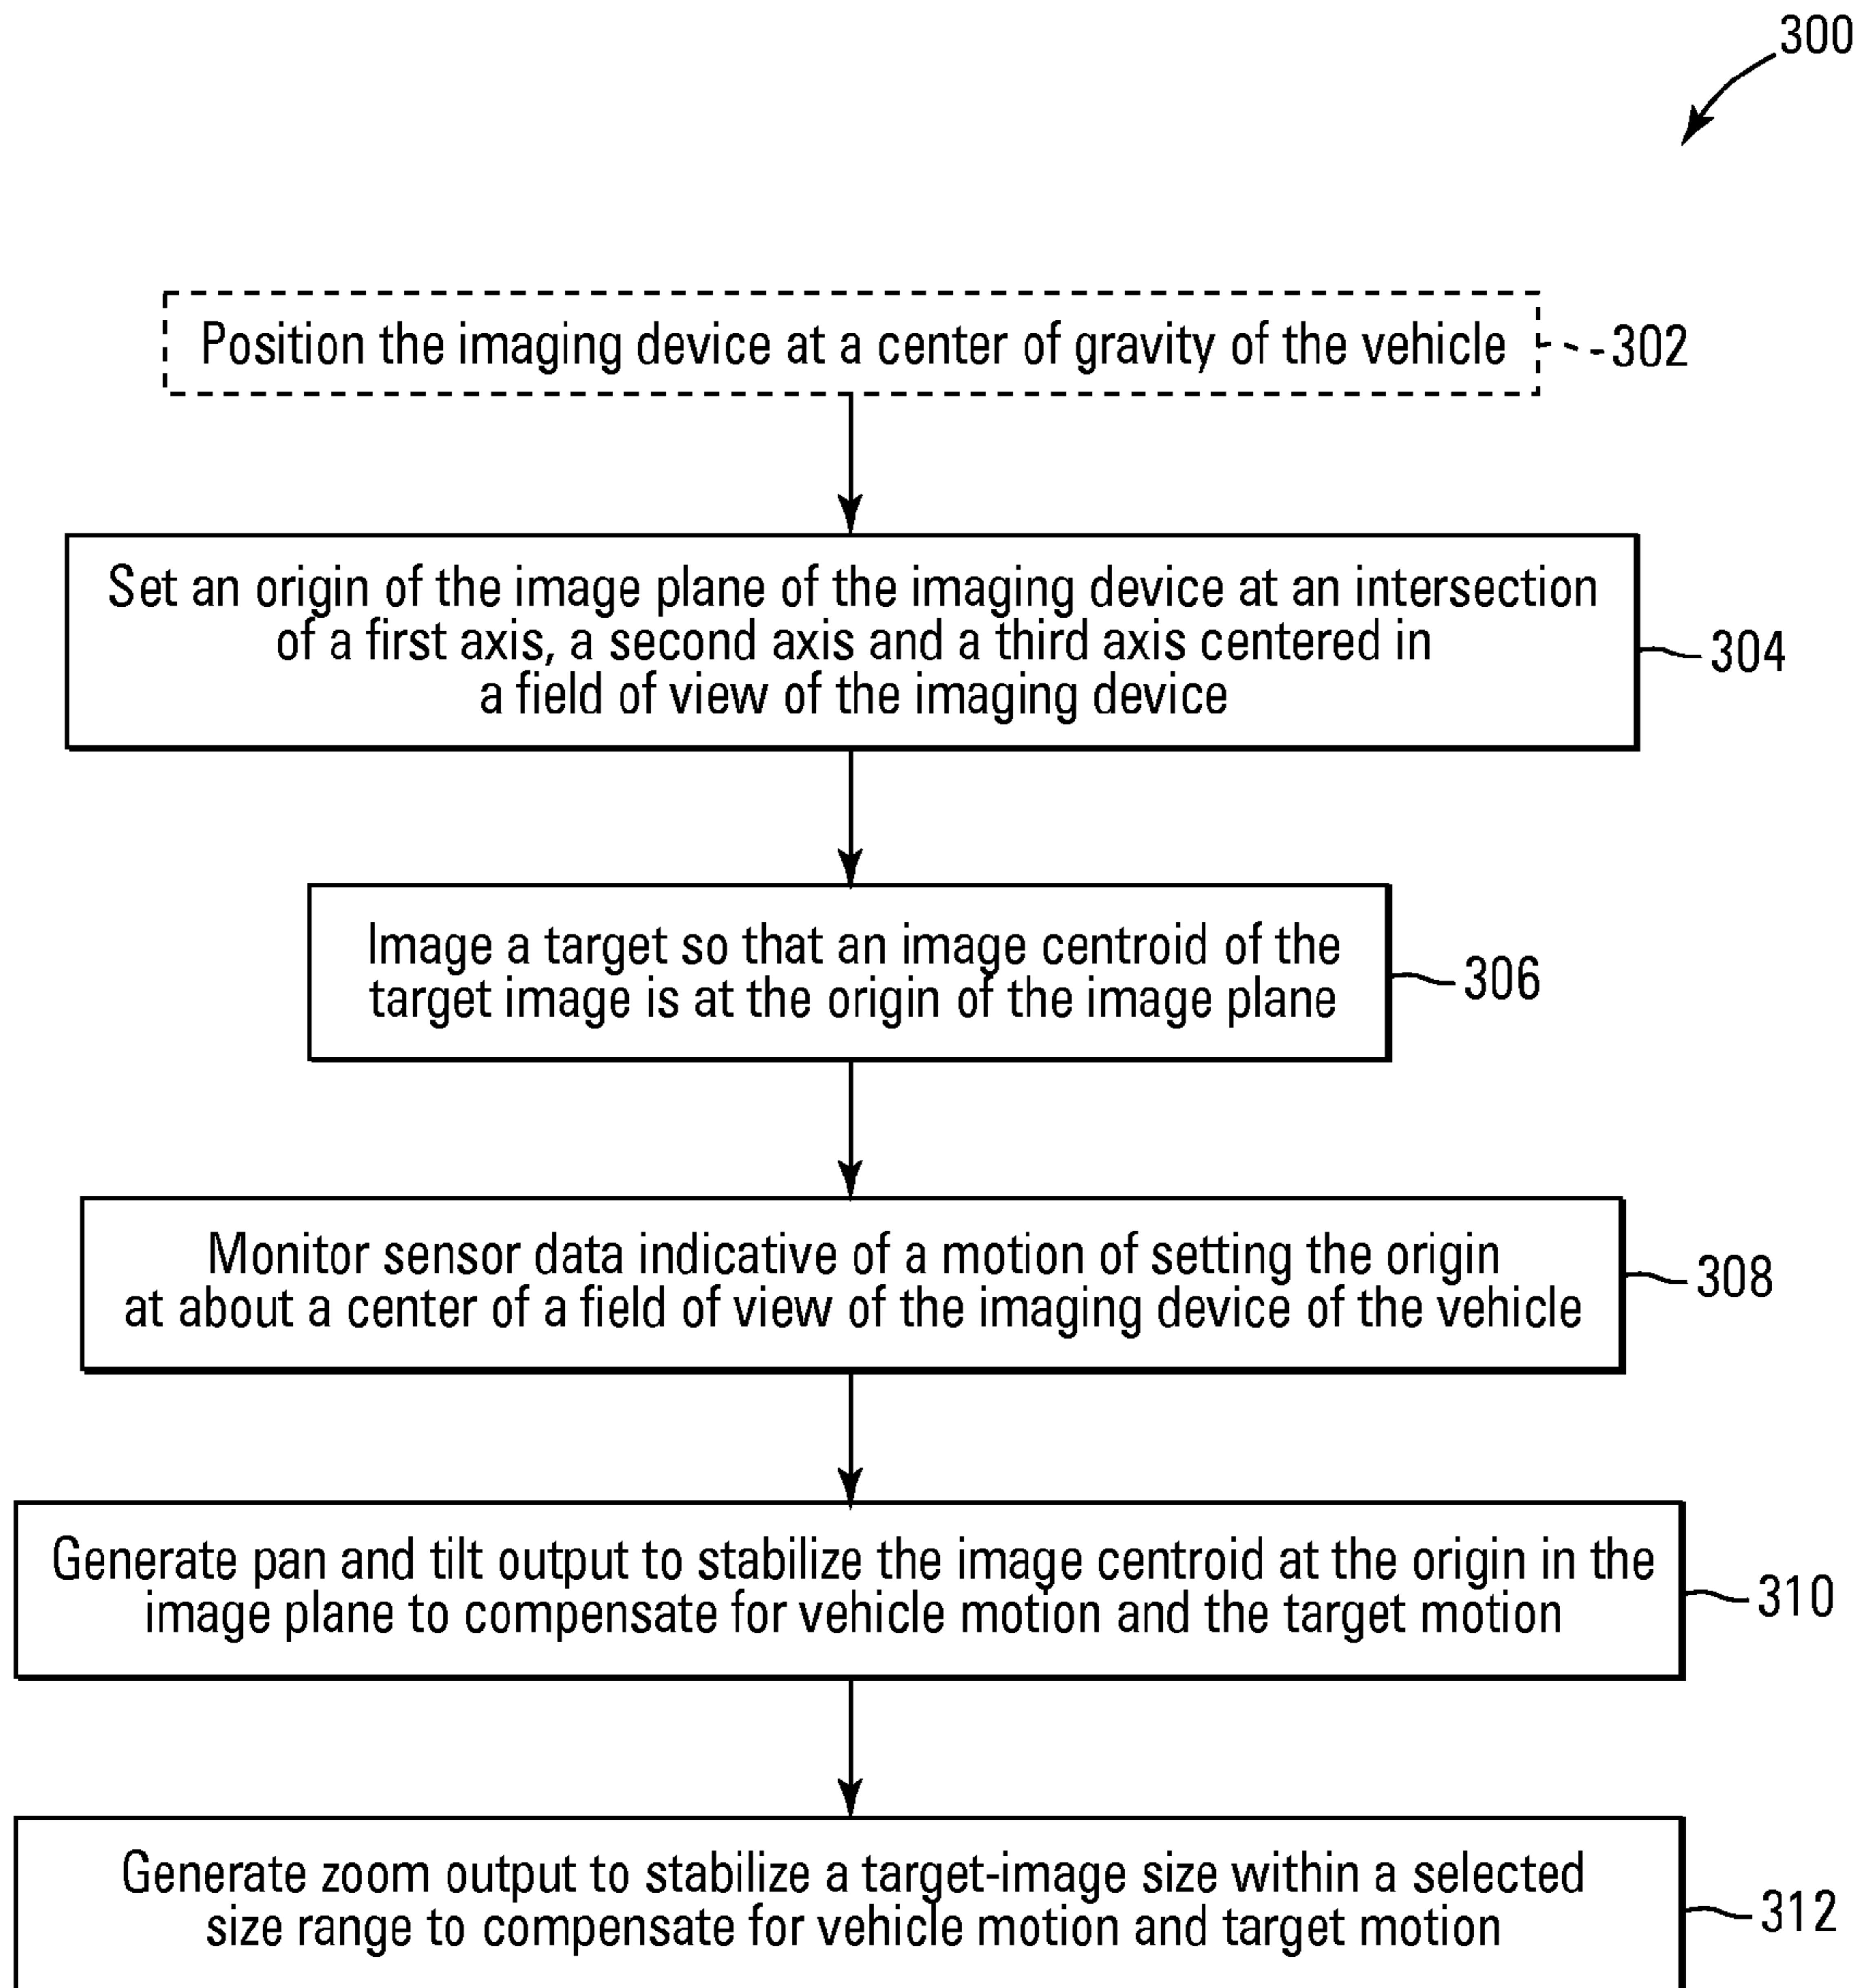 300
Position the imaging device at a center of gravity of the vehicle
302
Set an origin of the image plane of the imaging device at an intersection
of a first axis, a second axis and a third axis centered in
a field of view of the imaging device
304
Image a target so that an image centroid of the
target image is at the origin of the image plane
306
Monitor sensor data indicative of a motion of setting the origin
at about a center of a field of view of the imaging device of the vehicle
308
Generate pan and tilt output to stabilize the image centroid at the origin in the
image plane to compensate for vehicle motion and the target motion
310
Generate zoom output to stabilize a target-image size within a selected
size range to compensate for vehicle motion and target motion
312